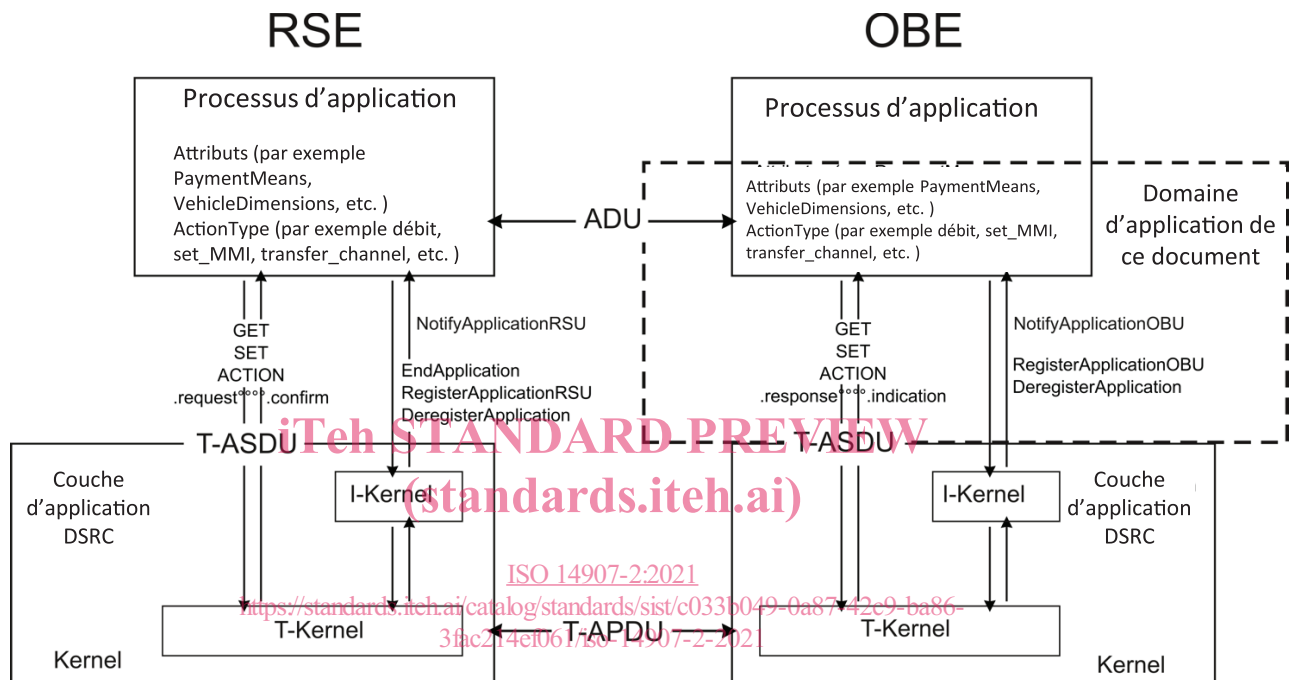 RSE
OBE
Processus d'application
Attributs (par exemple
PaymentMeans,
VehicleDimensions, etc. )
ActionType (par exemple débit,
set_MMI, transfer_channel, etc. )
ADU
Processus d'application
Attributs (par exemple PaymentMeans,
VehicleDimensions, etc. )
ActionType (par exemple débit, set_MMI,
transfer_channel, etc. )
Domaine
d'application de
ce document
GET
SET
ACTION
.request°°°°.confirm
NotifyApplicationRSU
EndApplication
RegisterApplicationRSU
DeregisterApplication
GET
SET
ACTION
.response°°°°.indication
NotifyApplicationOBU
RegisterApplicationOBU
DeregisterApplication
T-ASDU
T-ASDU
iTeh STANDARD PREVIEW
(standards.iteh.ai)
Couche
d'application
DSRC
I-Kernel
I-Kernel
Couche
d'application
DSRC
ISO 14907-2:2021
https://standards.iteh.ai/catalog/standards/sist/c033b049-0a87-42c9-ba86-
3fac214ef061/iso-14907-2-2021
T-Kernel
T-APDU
T-Kernel
Kernel
Kernel